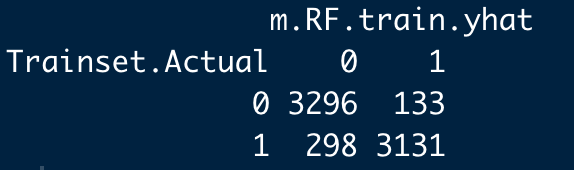 m.RF.train.yhat
Trainset.Actual 0 1
0 3296 133
1 298 3131